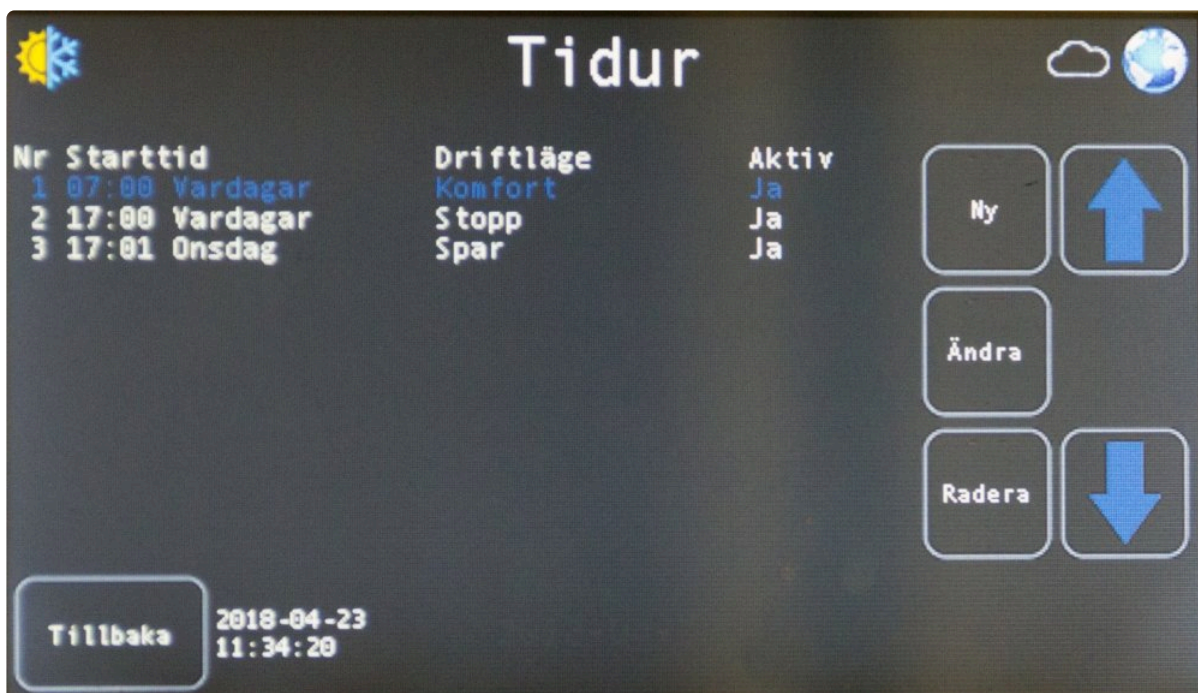 Tidur
Nr Starttid Driftläge Aktiv
1 07:00 Vardagar Komfort Ja
2 17:00 Vardagar Stopp Ja
3 17:01 Onsdag Spar Ja
Ny
Ändra
Radera
Tillbaka
2018-04-23
11:34:20